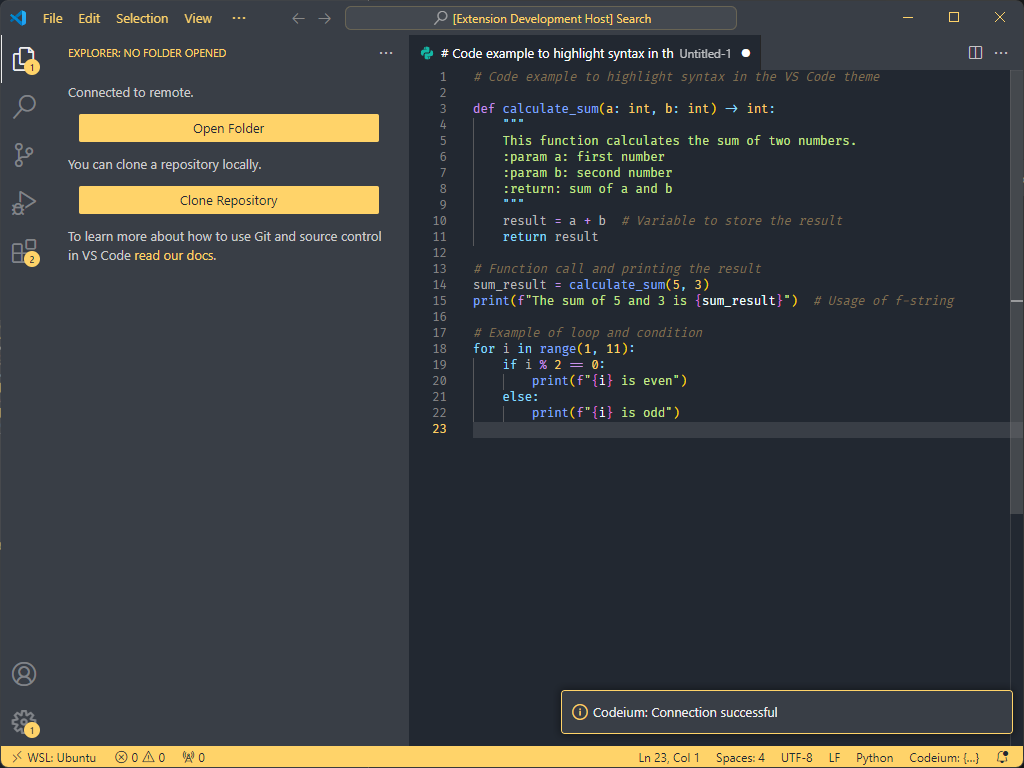 File Edit Selection View ···
[Extension Development Host] Search
EXPLORER: NO FOLDER OPENED ···
1
Connected to remote.
Open Folder
You can clone a repository locally.
Clone Repository
To learn more about how to use Git and source control
in VS Code read our docs.
2
# Code example to highlight syntax in th Untitled-1
1 # Code example to highlight syntax in the VS Code theme
2
3 def calculate_sum(a: int, b: int) -> int:
4     """
5     This function calculates the sum of two numbers.
6     :param a: first number
7     :param b: second number
8     :return: sum of a and b
9     """
10     result = a + b  # Variable to store the result
11     return result
12
13 # Function call and printing the result
14 sum_result = calculate_sum(5, 3)
15 print(f"The sum of 5 and 3 is {sum_result}")  # Usage of f-string
16
17 # Example of loop and condition
18 for i in range(1, 11):
19     if i % 2 == 0:
20         print(f"{i} is even")
21     else:
22         print(f"{i} is odd")
23
Codeium: Connection successful
1
WSL: Ubuntu 0 0 0 Ln 23, Col 1 Spaces: 4 UTF-8 LF Python Codeium: {...}